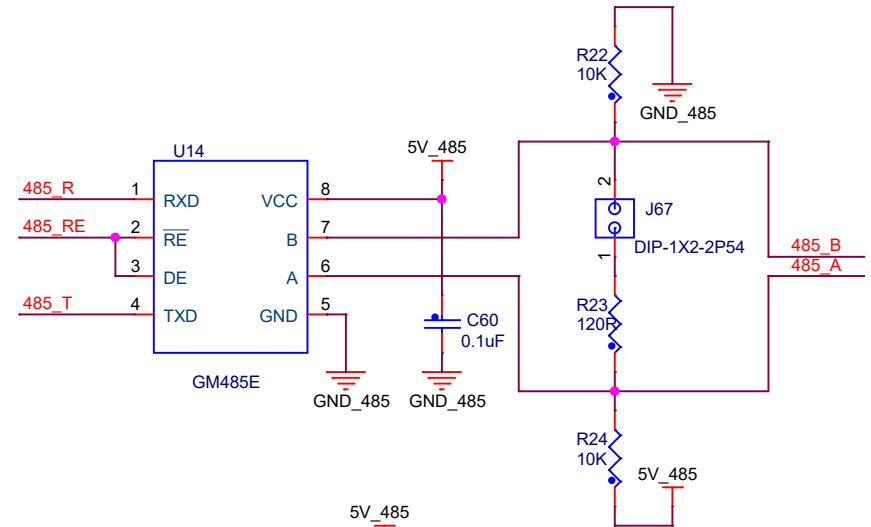 R22
10K
GND_485
U14
5V_485
485_R
1
RXD
VCC
8
2
J67
485_RE
2
RE
B
7
DIP-1X2-2P54
485_B
1
485_A
3
DE
A
6
485_T
4
TXD
GND
5
R23
120R
C60
0.1uF
GM485E
GND_485
GND_485
R24
10K
5V_485
5V_485